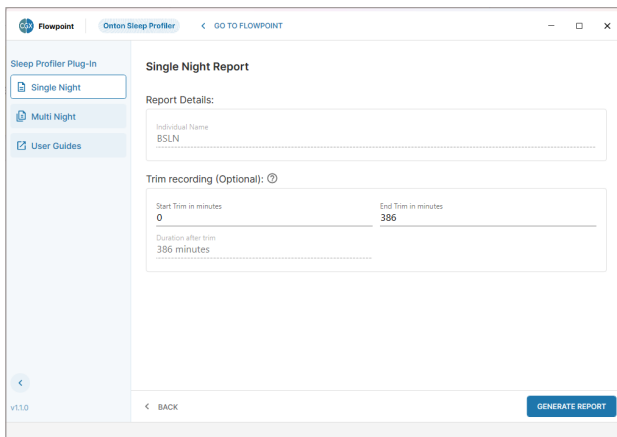 CGX Flowpoint Onton Sleep Profiler < GO TO FLOWPOINT
Sleep Profiler Plug-In
Single Night
Multi Night
User Guides
v1.1.0
Single Night Report
Report Details:
Individual Name
BSLN
Trim recording (Optional): ?
Start Trim in minutes End Trim in minutes
0 386
Duration after trim
386 minutes
< BACK GENERATE REPORT